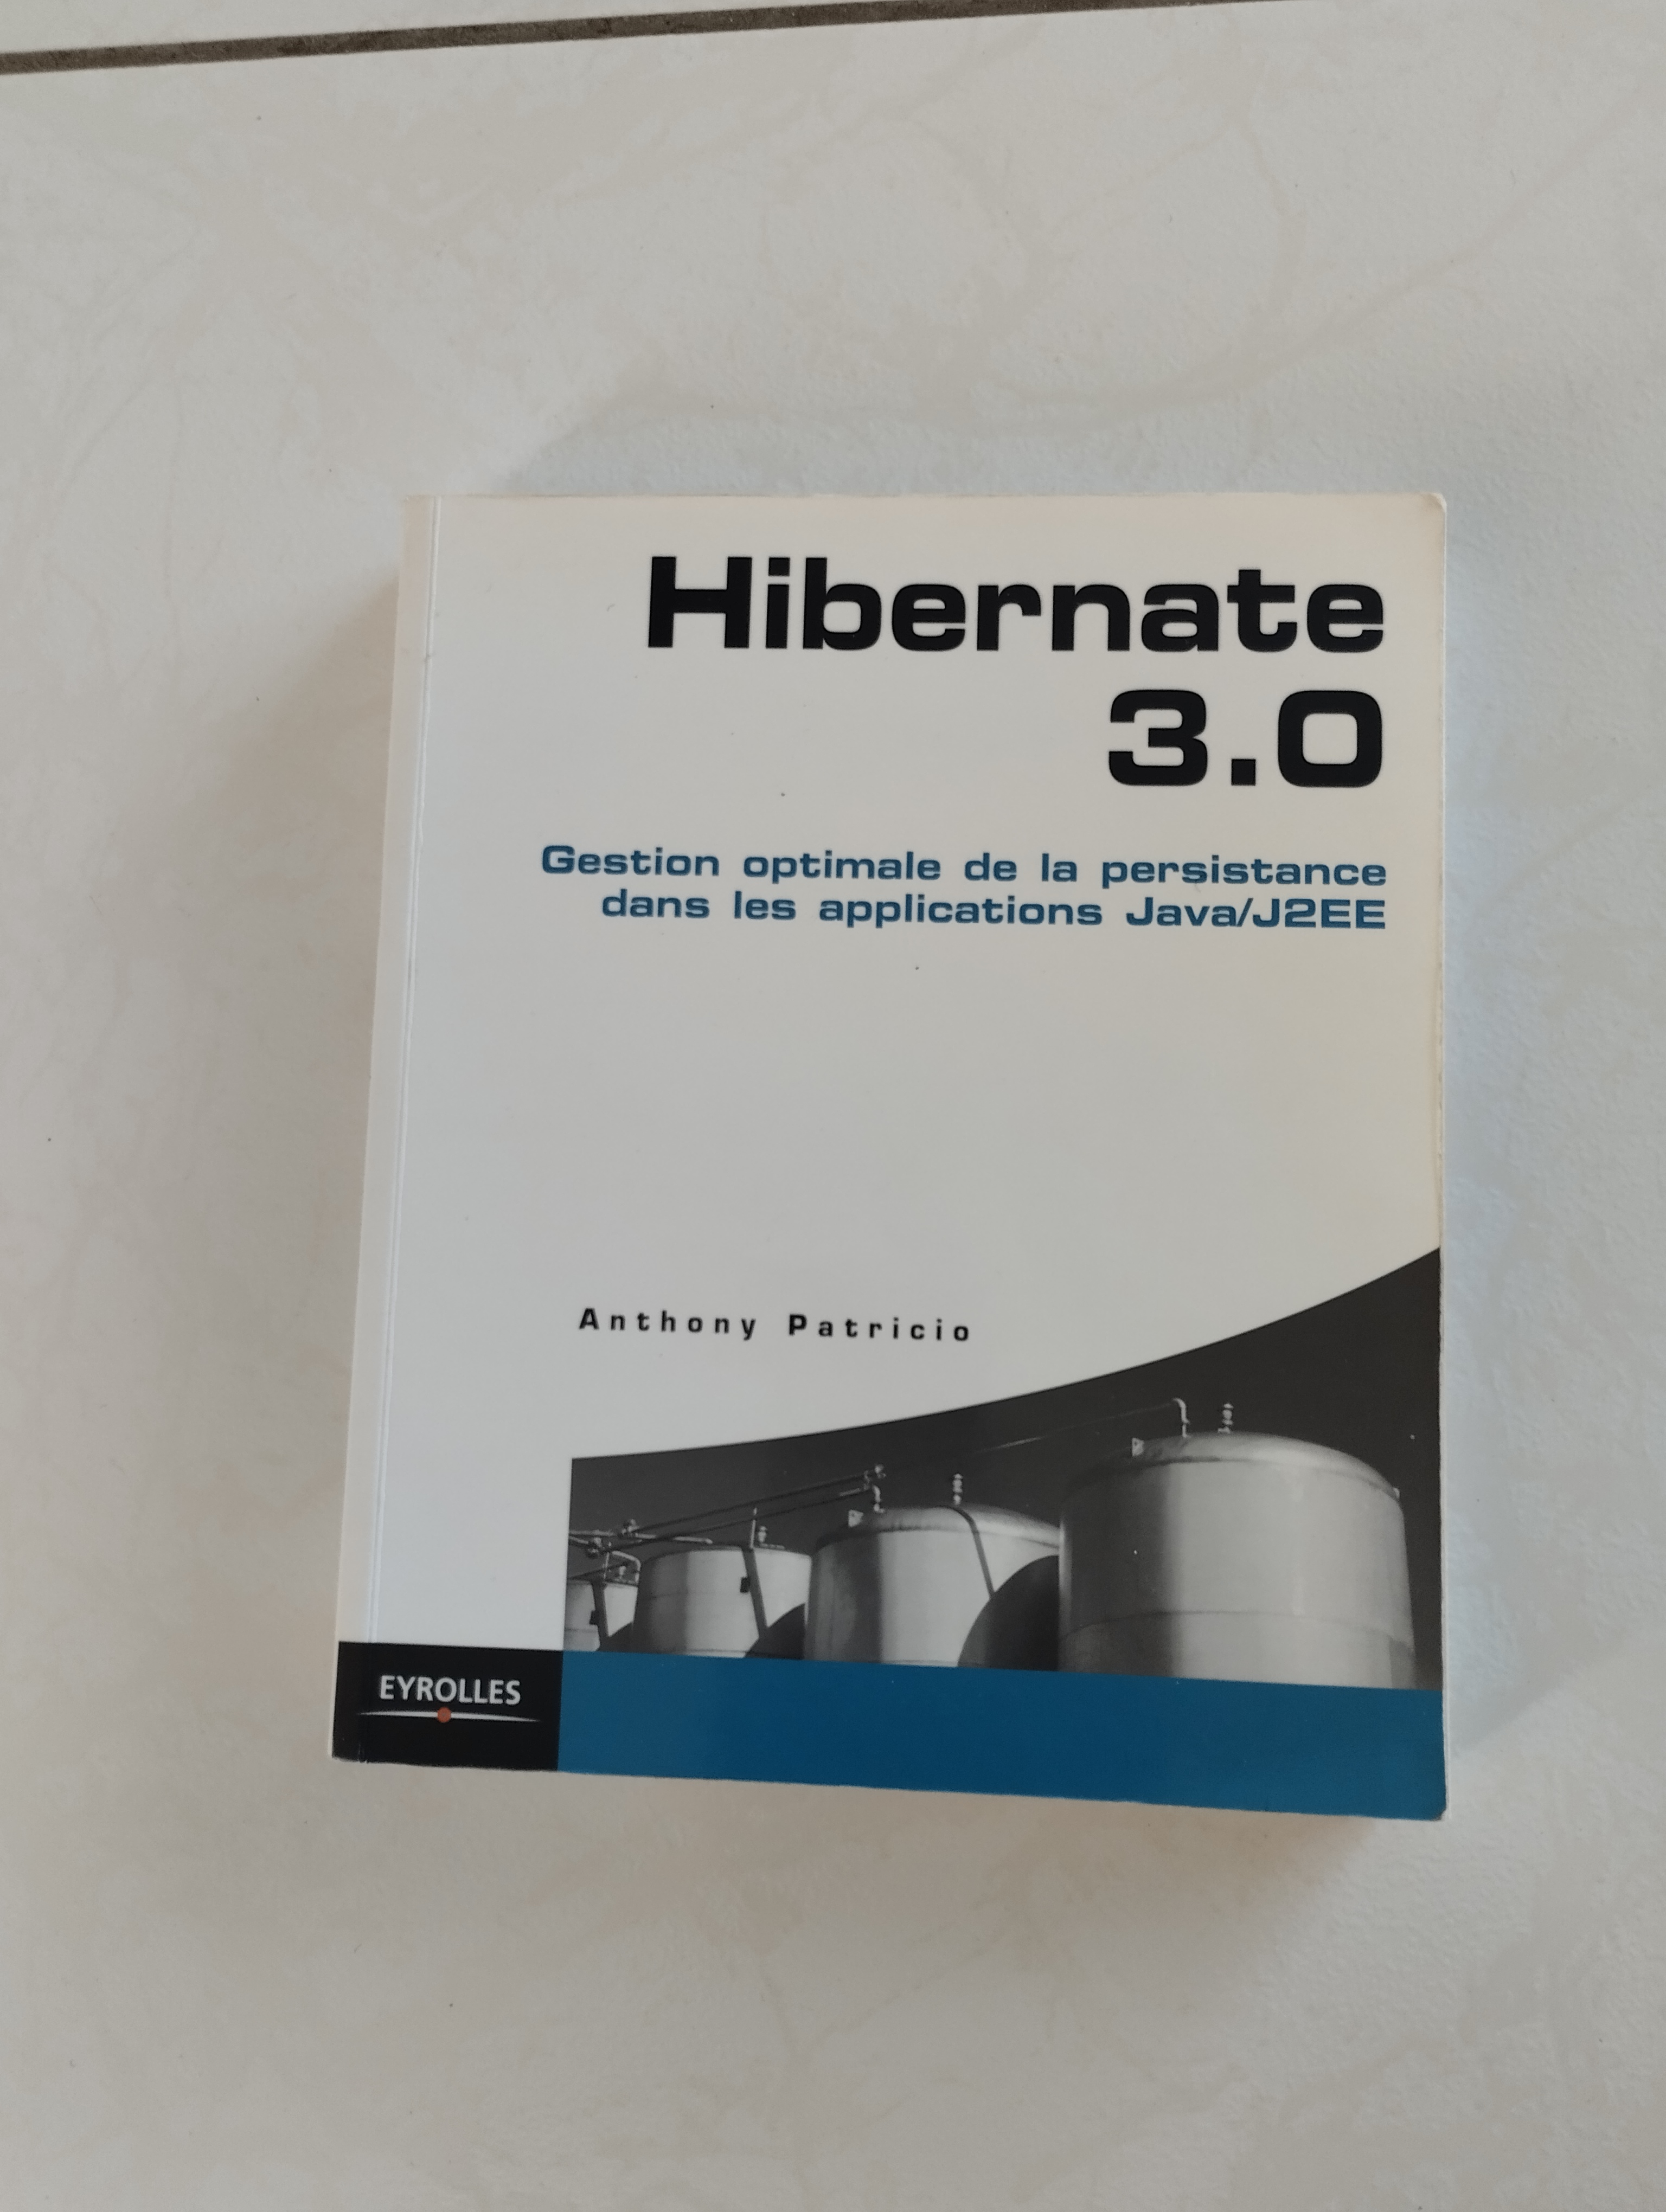 Hibernate
3.0
Gestion optimale de la persistance
dans les applications Java/J2EE
Anthony Patricio
EYROLLES